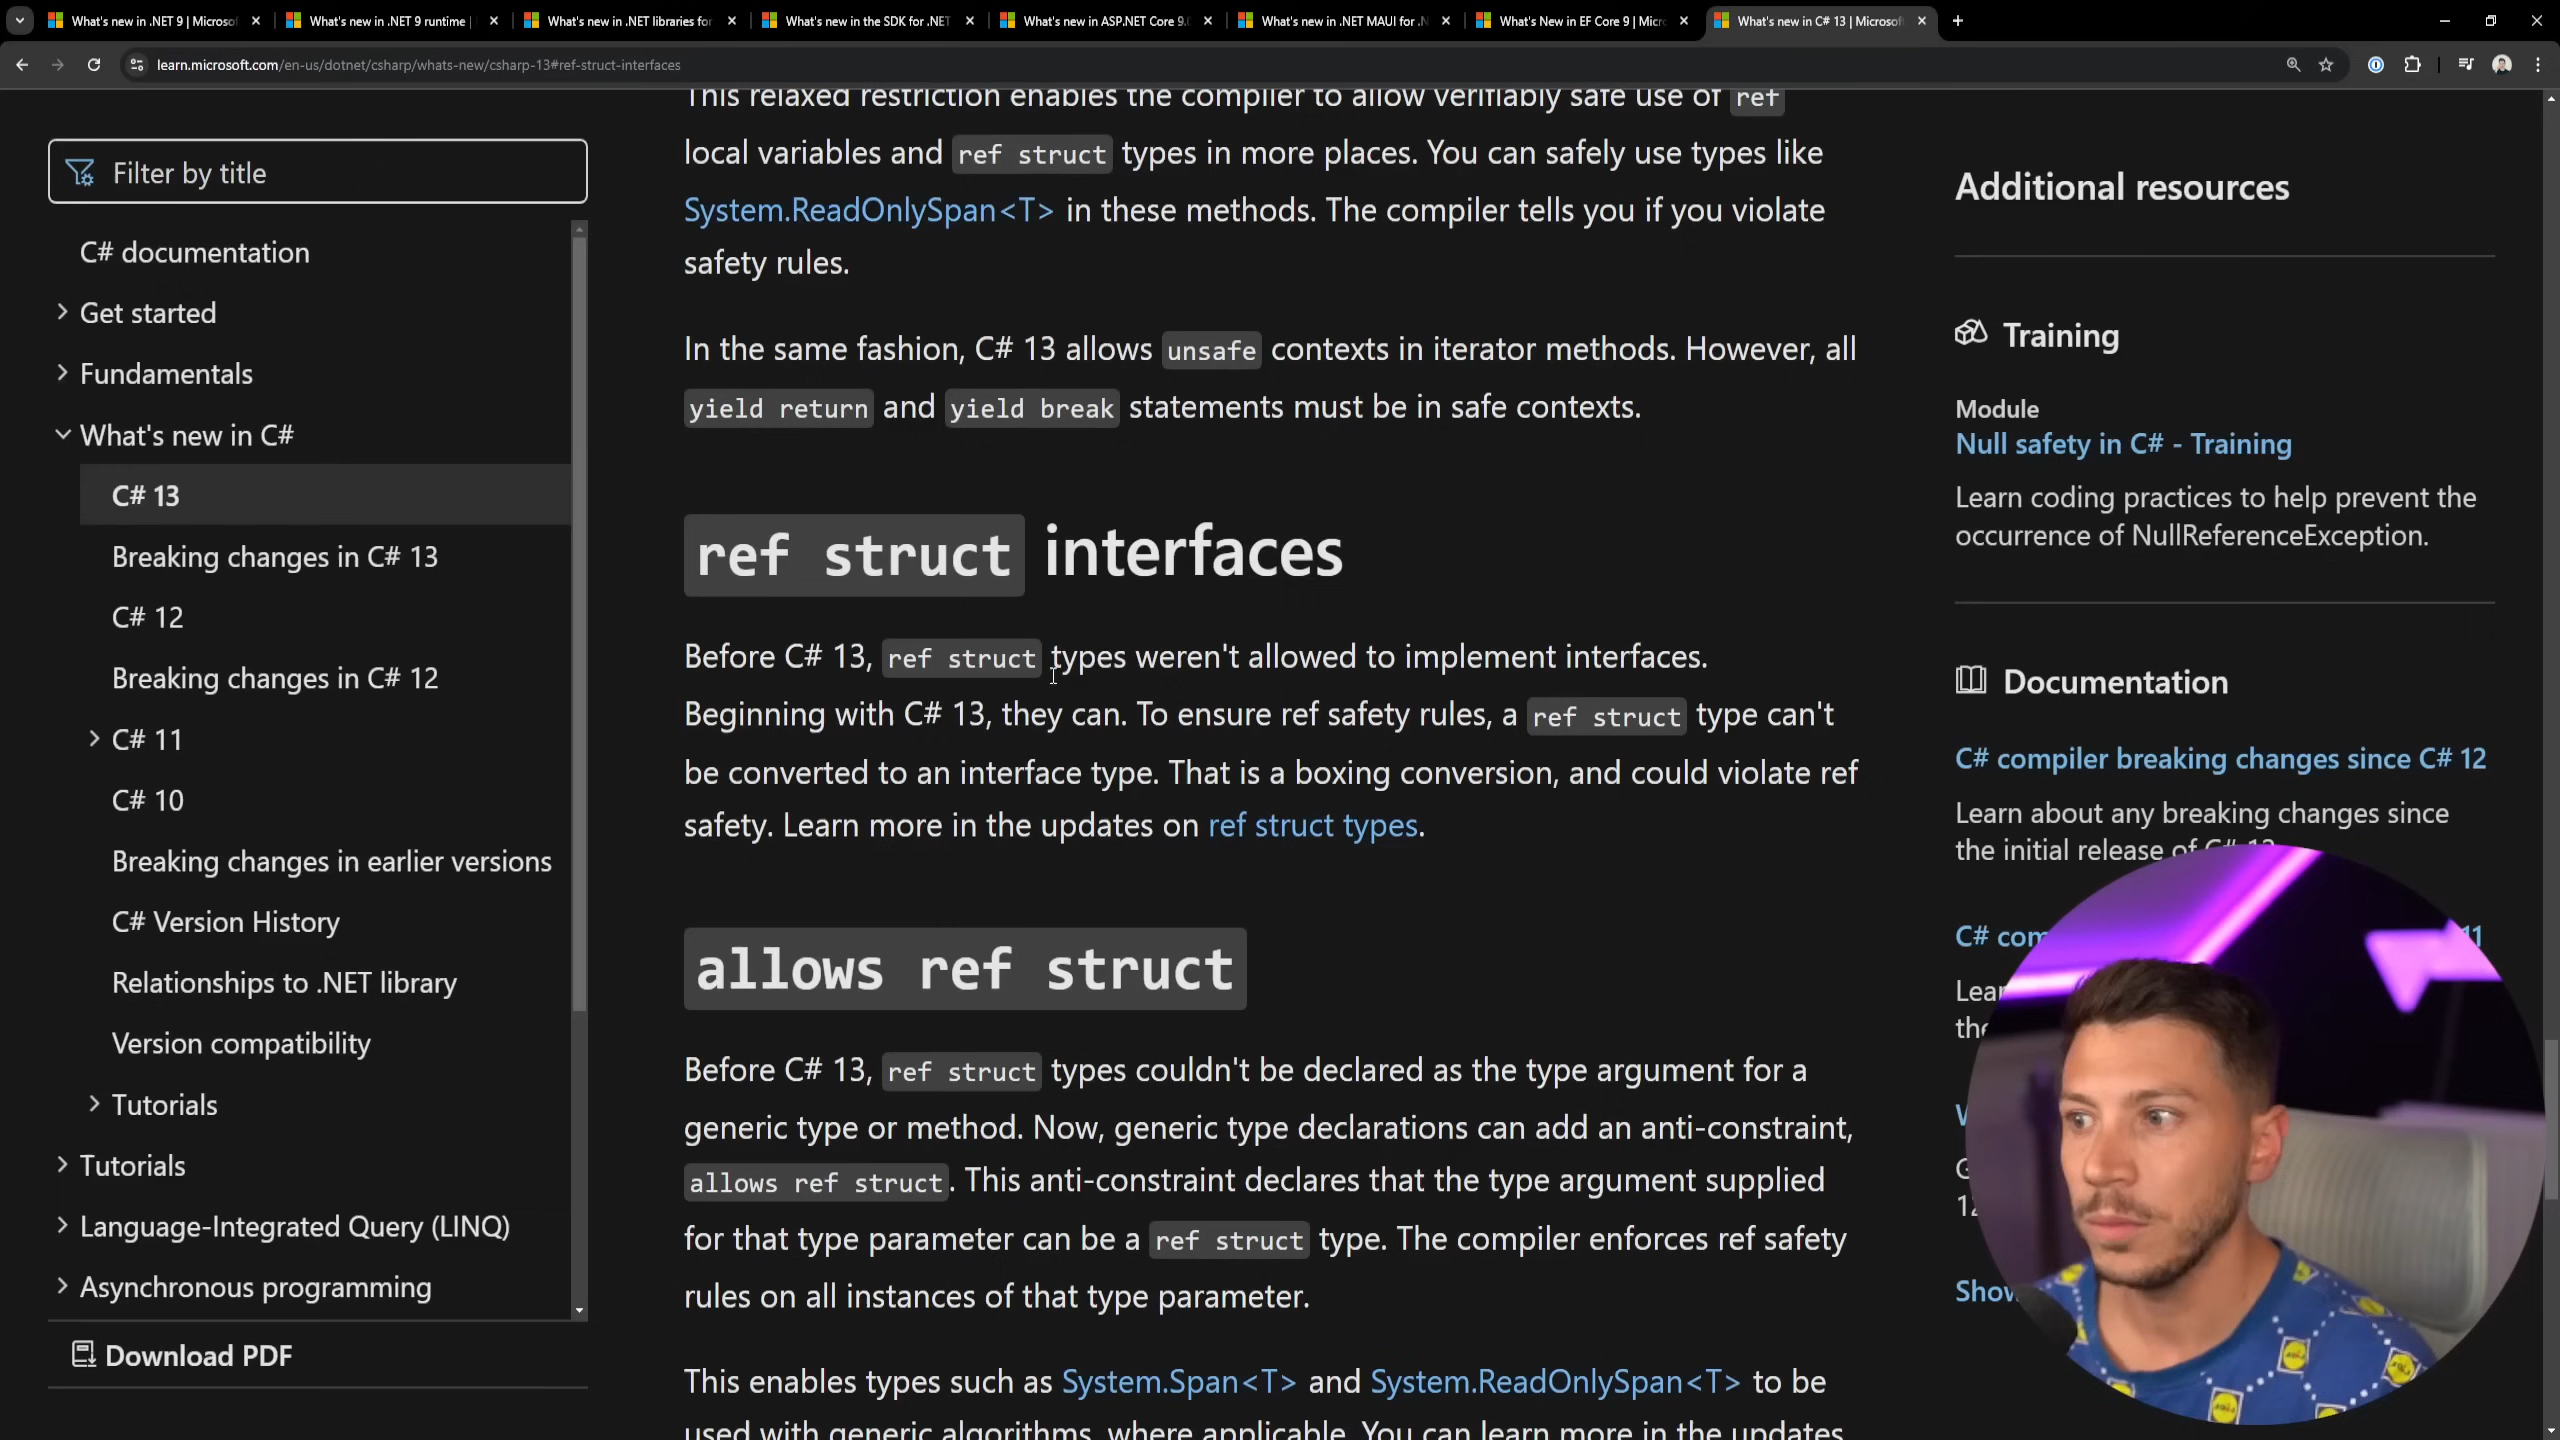 What's new in .NET 9 | Microsof
What's new in .NET 9 runtime |
What's new in .NET libraries for
What's new in the SDK for .NET
What's new in ASP.NET Core 9.0
What's new in .NET MAUI for .N
What's New in EF Core 9 | Micro
What's new in C# 13 | Microsoft
learn.microsoft.com/en-us/dotnet/csharp/whats-new/csharp-13#ref-struct-interfaces
Filter by title
C# documentation
Get started
Fundamentals
What's new in C#
C# 13
Breaking changes in C# 13
C# 12
Breaking changes in C# 12
C# 11
C# 10
Breaking changes in earlier versions
C# Version History
Relationships to .NET library
Version compatibility
Tutorials
Tutorials
Language-Integrated Query (LINQ)
Asynchronous programming
Download PDF
This relaxed restriction enables the compiler to allow verifiably safe use of ref
local variables and ref struct types in more places. You can safely use types like
System.ReadOnlySpan<T> in these methods. The compiler tells you if you violate
safety rules.
In the same fashion, C# 13 allows unsafe contexts in iterator methods. However, all
yield return and yield break statements must be in safe contexts.
ref struct interfaces
Before C# 13, ref struct types weren't allowed to implement interfaces.
Beginning with C# 13, they can. To ensure ref safety rules, a ref struct type can't
be converted to an interface type. That is a boxing conversion, and could violate ref
safety. Learn more in the updates on ref struct types.
allows ref struct
Before C# 13, ref struct types couldn't be declared as the type argument for a
generic type or method. Now, generic type declarations can add an anti-constraint,
allows ref struct. This anti-constraint declares that the type argument supplied
for that type parameter can be a ref struct type. The compiler enforces ref safety
rules on all instances of that type parameter.
This enables types such as System.Span<T> and System.ReadOnlySpan<T> to be
used with generic algorithms, where applicable. You can learn more in the updates
Additional resources
Training
Module
Null safety in C# - Training
Learn coding practices to help prevent the
occurrence of NullReferenceException.
Documentation
C# compiler breaking changes since C# 12
Learn about any breaking changes since
the initial release of C# 12
C# com 11
Lear
the
12
Show